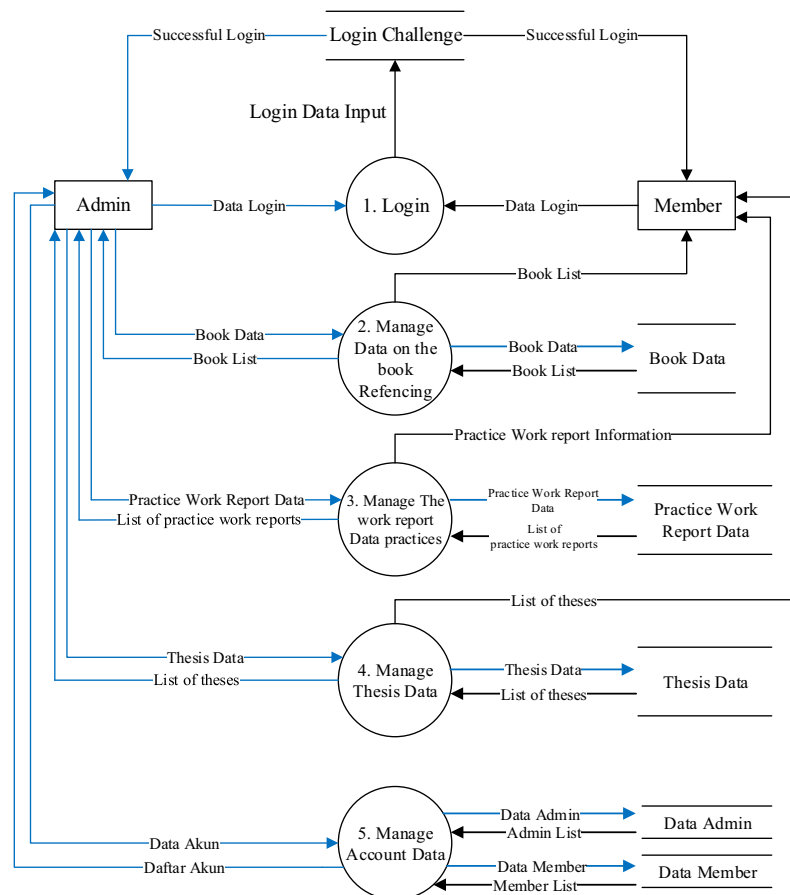 Successful Login
Login Challenge
Successful Login
Login Data Input
Admin
Data Login
1. Login
Data Login
Member
Book List
Book Data
Book List
2. Manage
Data on the
book
Refencing
Book Data
Book List
Book Data
Practice Work report Information
Practice Work Report Data
List of practice work reports
3. Manage The
work report
Data practices
Practice Work Report
Data
List of
practice work reports
Practice Work
Report Data
List of theses
Thesis Data
List of theses
4. Manage
Thesis Data
Thesis Data
List of theses
Thesis Data
Data Akun
Daftar Akun
5. Manage
Account Data
Data Admin
Admin List
Data Admin
Data Member
Member List
Data Member